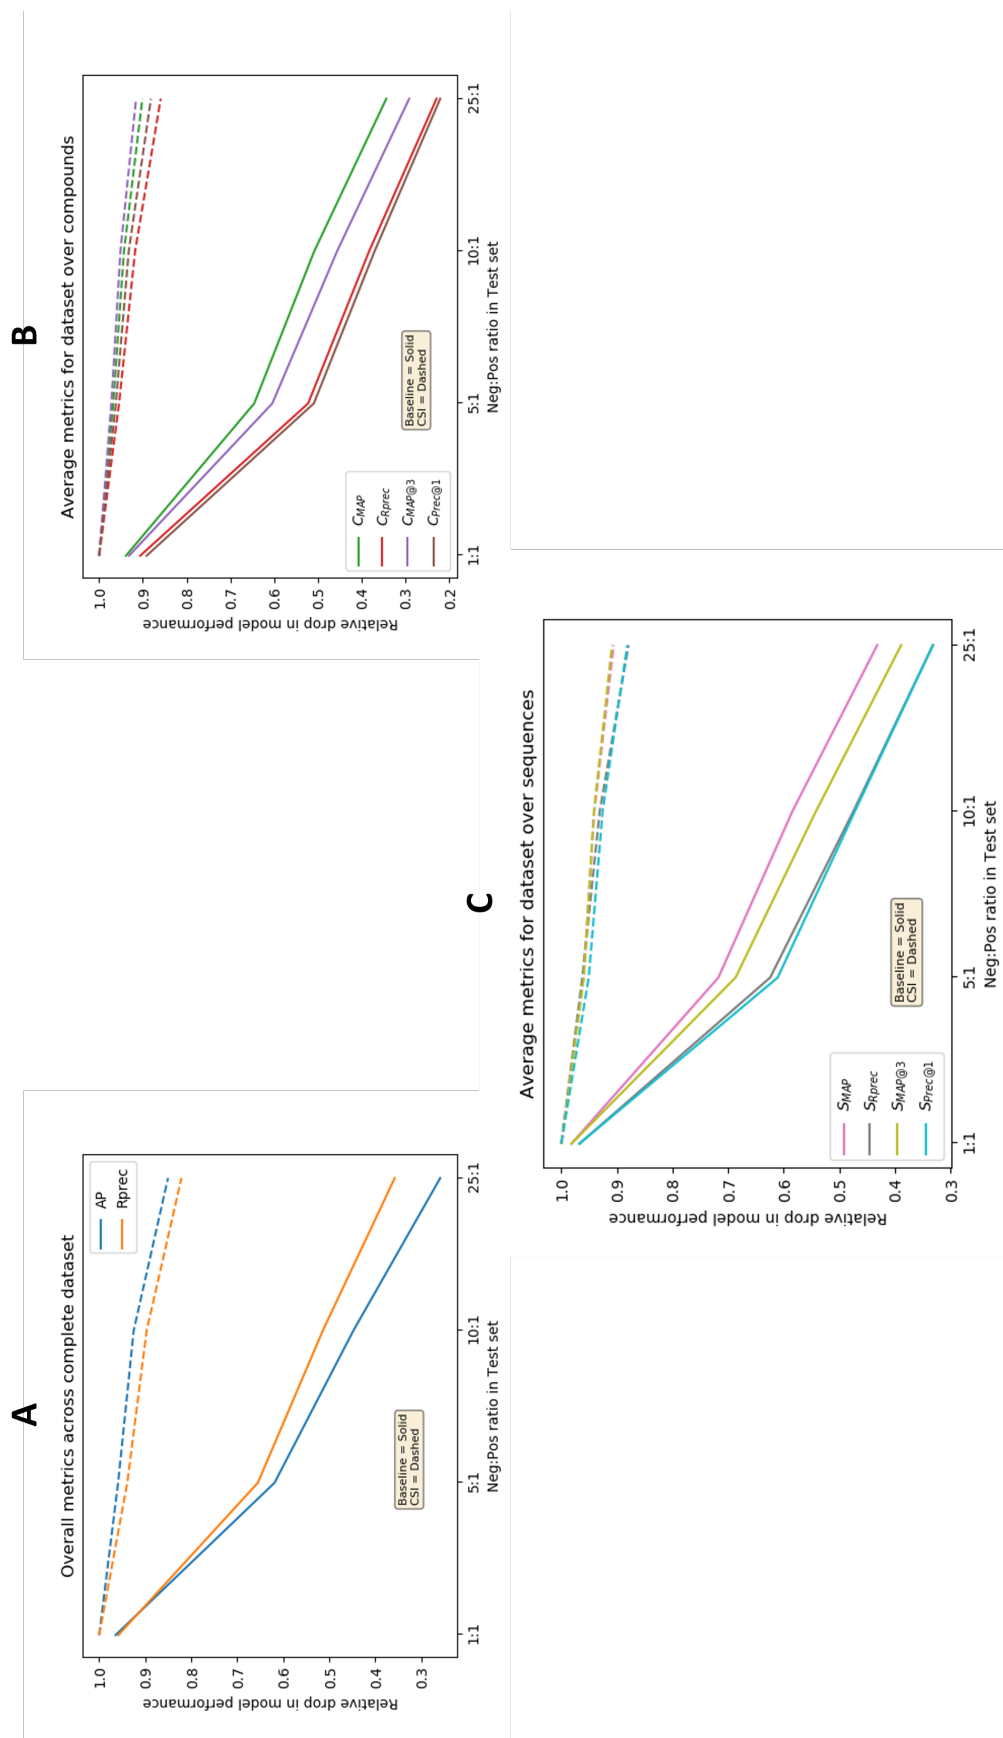 A
Overall metrics across complete dataset
Relative drop in model performance
1.0
0.9
0.8
0.7
0.6
0.5
0.4
0.3
AP
Rprec
Baseline = Solid
CSI = Dashed
1:1
5:1
10:1
25:1
Neg:Pos ratio in Test set
B
Average metrics for dataset over compounds
Relative drop in model performance
1.0
0.9
0.8
0.7
0.6
0.5
0.4
0.3
0.2
C_MAP
C_Rprec
C_MAP@3
C_Prec@1
Baseline = Solid
CSI = Dashed
1:1
5:1
10:1
25:1
Neg:Pos ratio in Test set
C
Average metrics for dataset over sequences
Relative drop in model performance
1.0
0.9
0.8
0.7
0.6
0.5
0.4
0.3
S_MAP
S_Rprec
S_MAP@3
S_Prec@1
Baseline = Solid
CSI = Dashed
1:1
5:1
10:1
25:1
Neg:Pos ratio in Test set